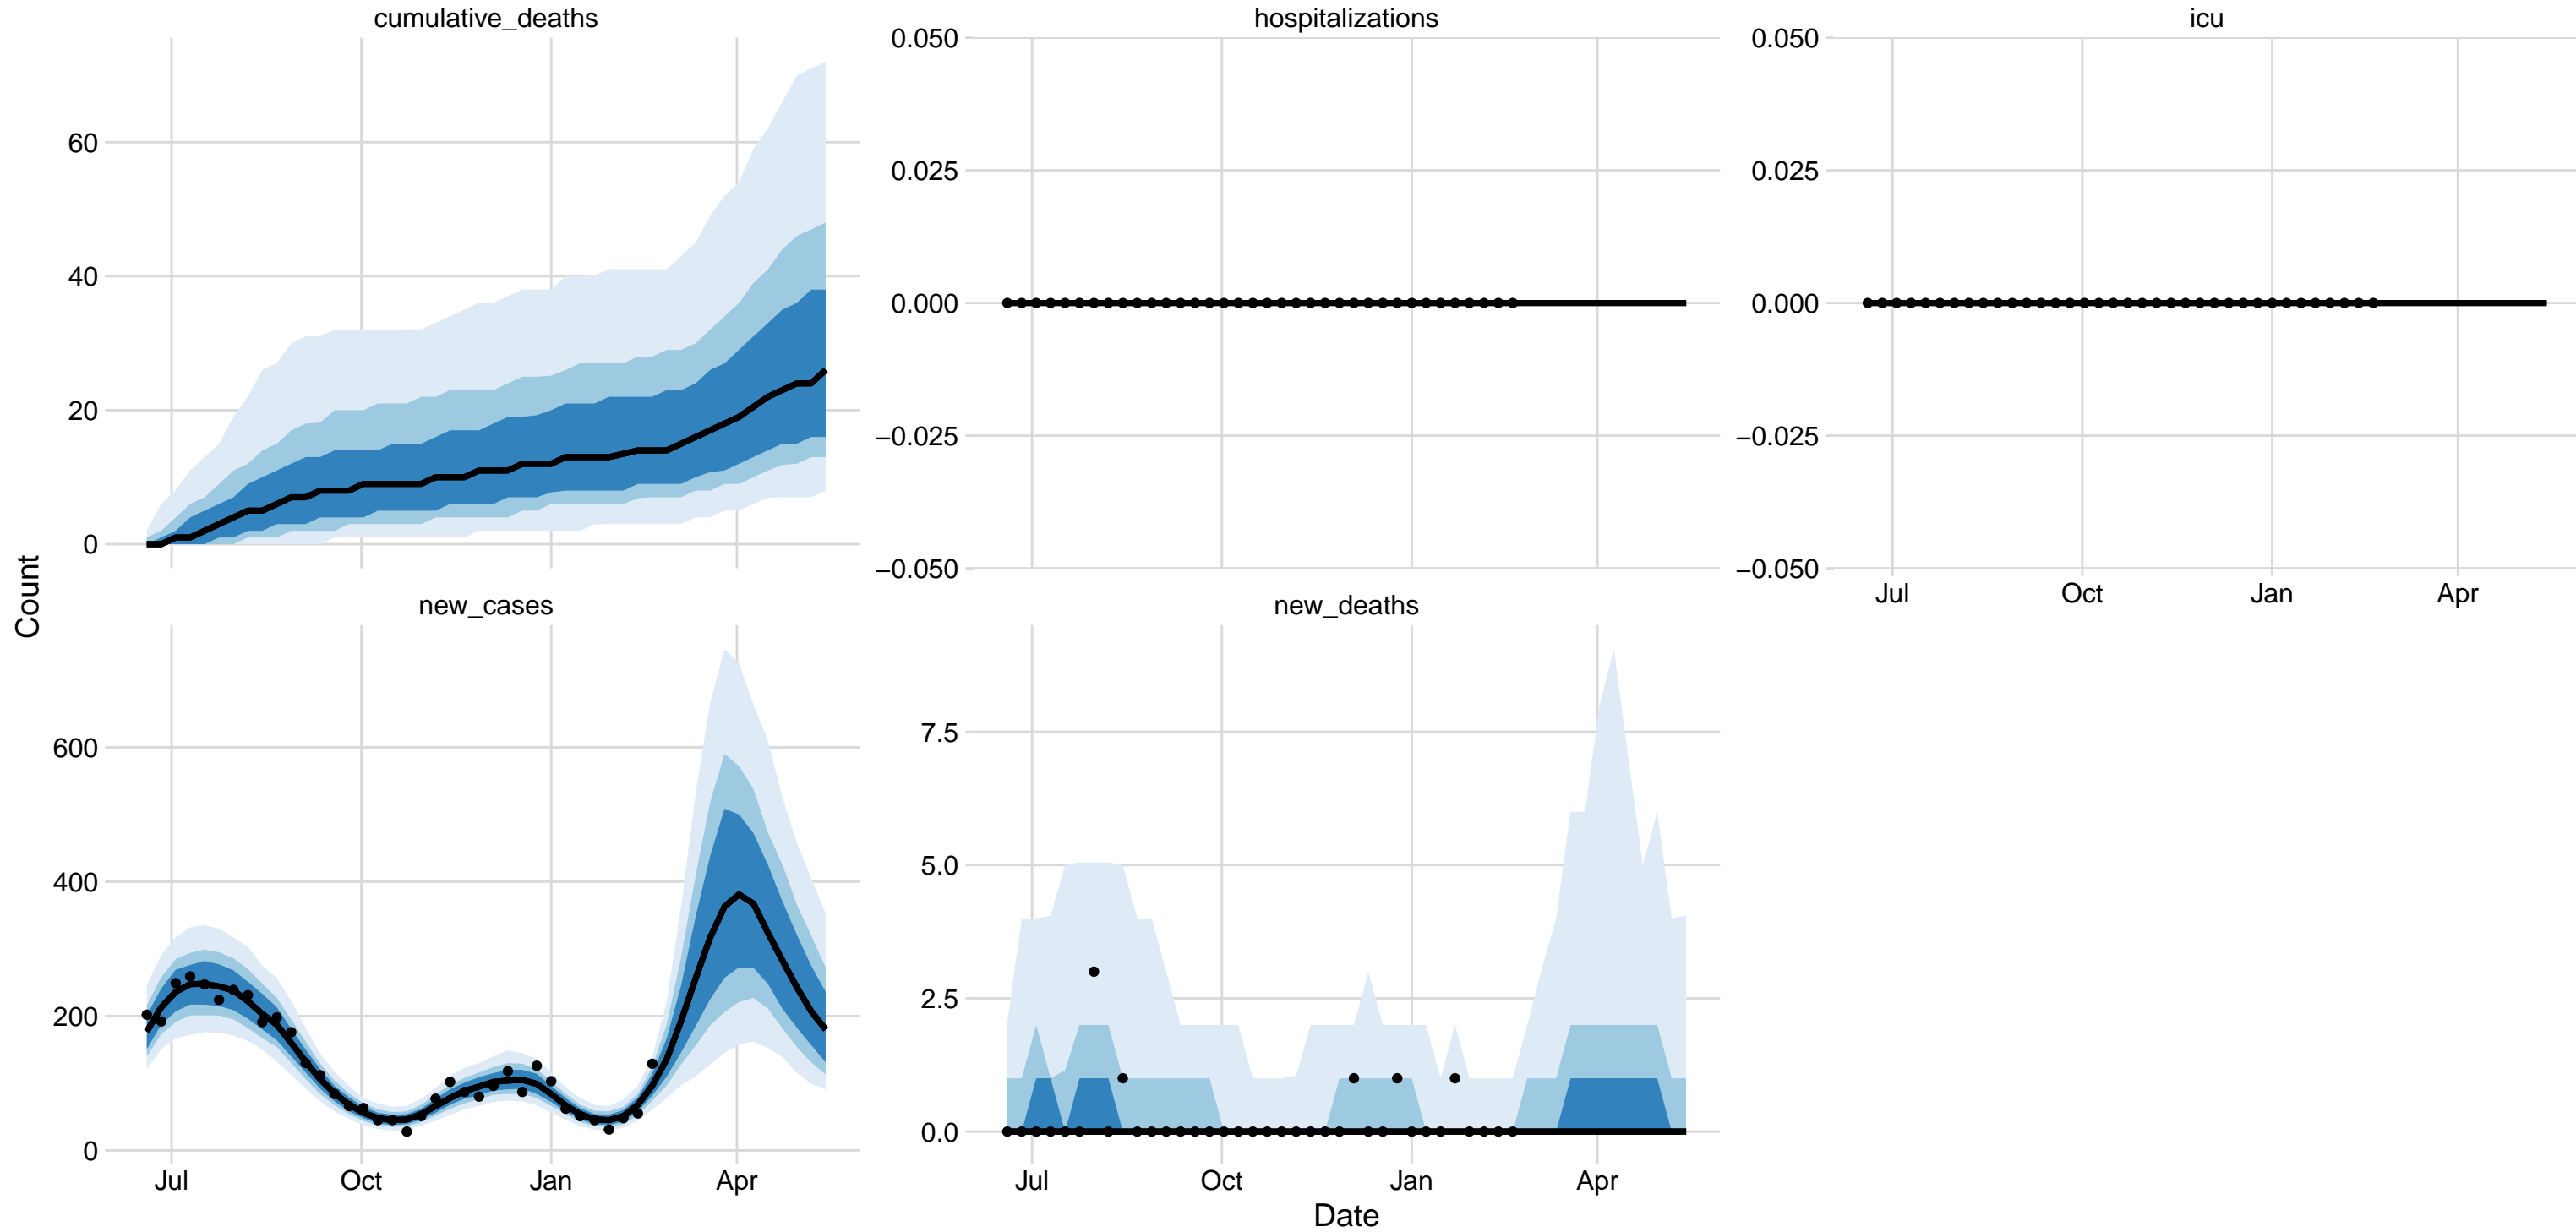 cumulative_deaths
hospitalizations
icu
60
40
20
0
0.050
0.025
0.000
−0.025
−0.050
0.050
0.025
0.000
−0.025
−0.050
Jul Oct Jan Apr
Count
new_cases
new_deaths
600
400
200
0
7.5
5.0
2.5
0.0
Jul Oct Jan Apr
Jul Oct Jan Apr
Date